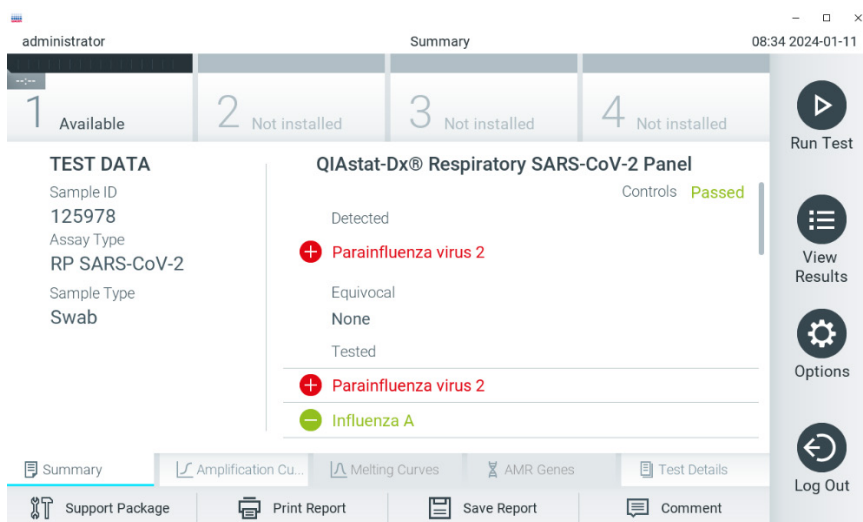 administrator
Summary
08:34 2024-01-11
--:--
1 Available
2 Not installed
3 Not installed
4 Not installed
Run Test
TEST DATA
Sample ID
125978
Assay Type
RP SARS-CoV-2
Sample Type
Swab
QIAstat-Dx® Respiratory SARS-CoV-2 Panel
Controls Passed
Detected
Parainfluenza virus 2
Equivocal
None
Tested
Parainfluenza virus 2
Influenza A
View
Results
Options
Log Out
Summary
Amplification Cu...
Melting Curves
AMR Genes
Test Details
Support Package
Print Report
Save Report
Comment